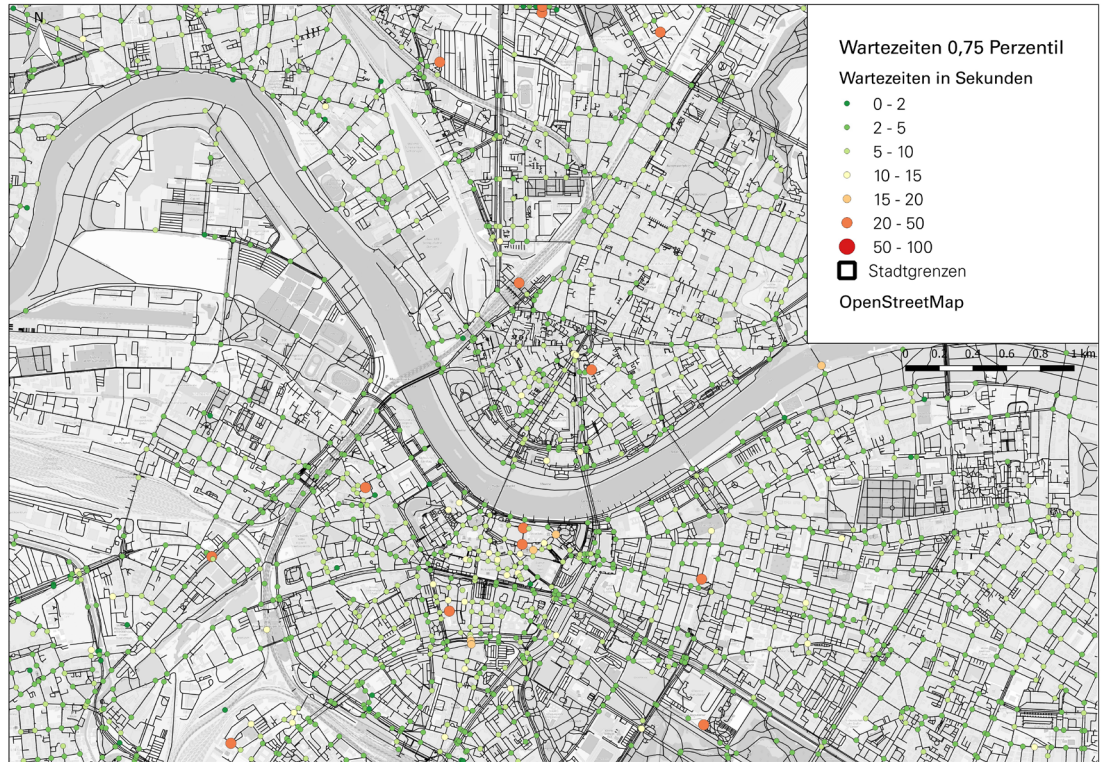 N
Wartezeiten 0,75 Perzentil
Wartezeiten in Sekunden
0 - 2
2 - 5
5 - 10
10 - 15
15 - 20
20 - 50
50 - 100
Stadtgrenzen
OpenStreetMap
0 0.2 0.4 0.6 0.8 1 km